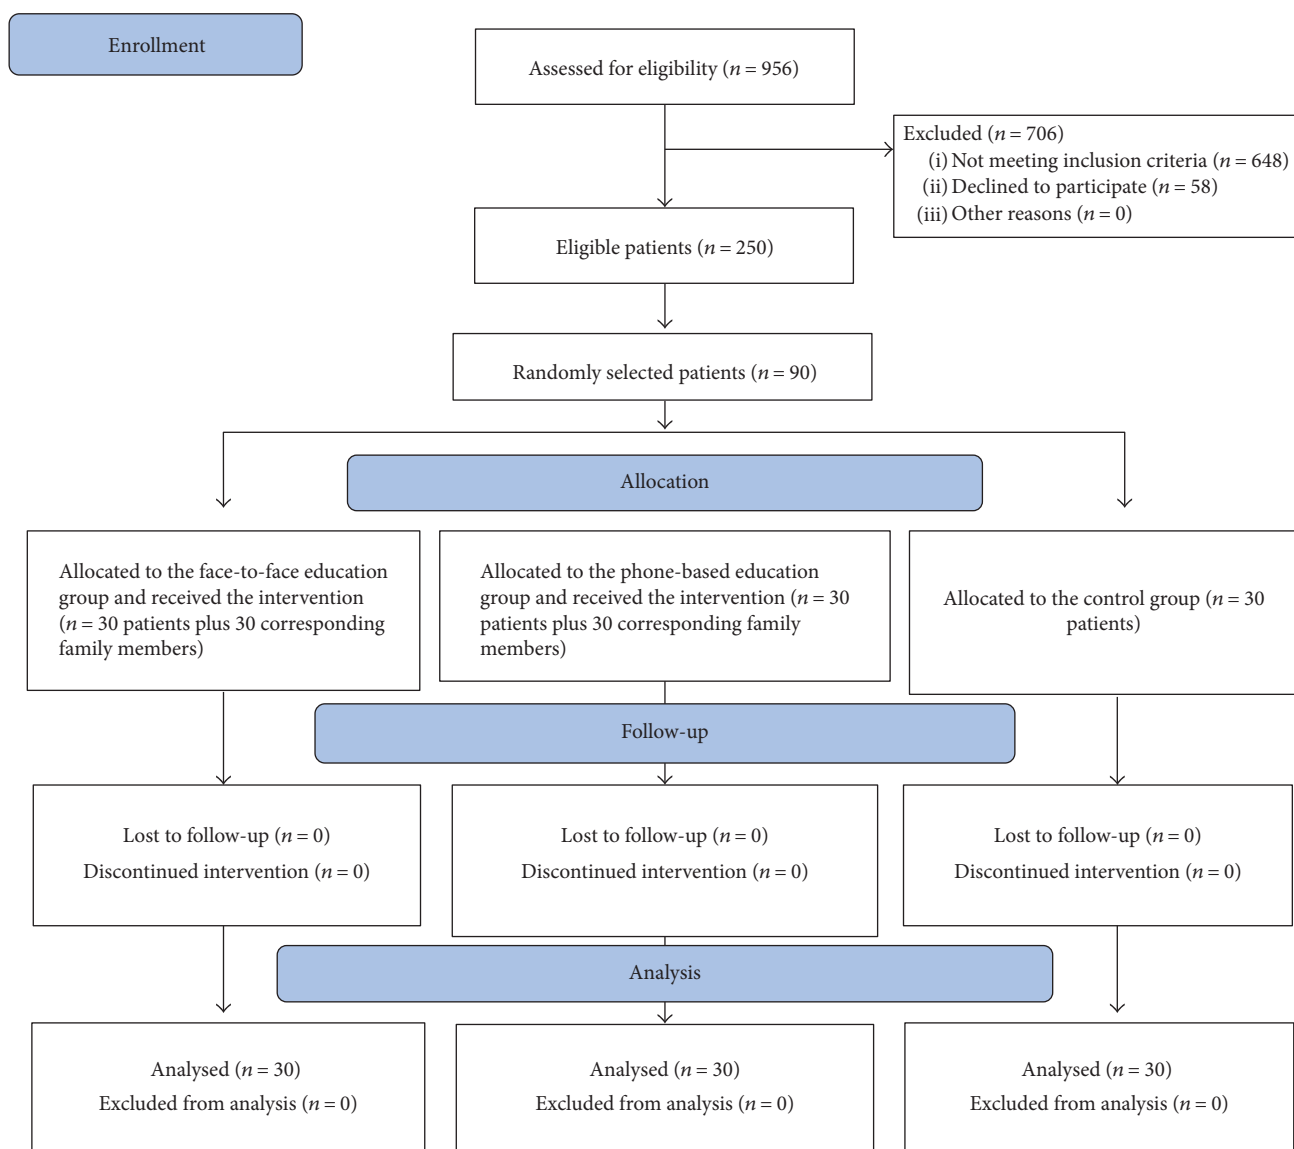 Enrollment
Assessed for eligibility (n = 956)
Excluded (n = 706)
(i) Not meeting inclusion criteria (n = 648)
(ii) Declined to participate (n = 58)
(iii) Other reasons (n = 0)
Eligible patients (n = 250)
Randomly selected patients (n = 90)
Allocation
Allocated to the face-to-face education
group and received the intervention
(n = 30 patients plus 30 corresponding
family members)
Allocated to the phone-based education
group and received the intervention (n = 30
patients plus 30 corresponding family
members)
Allocated to the control group (n = 30
patients)
Follow-up
Lost to follow-up (n = 0)
Discontinued intervention (n = 0)
Lost to follow-up (n = 0)
Discontinued intervention (n = 0)
Lost to follow-up (n = 0)
Discontinued intervention (n = 0)
Analysis
Analysed (n = 30)
Excluded from analysis (n = 0)
Analysed (n = 30)
Excluded from analysis (n = 0)
Analysed (n = 30)
Excluded from analysis (n = 0)